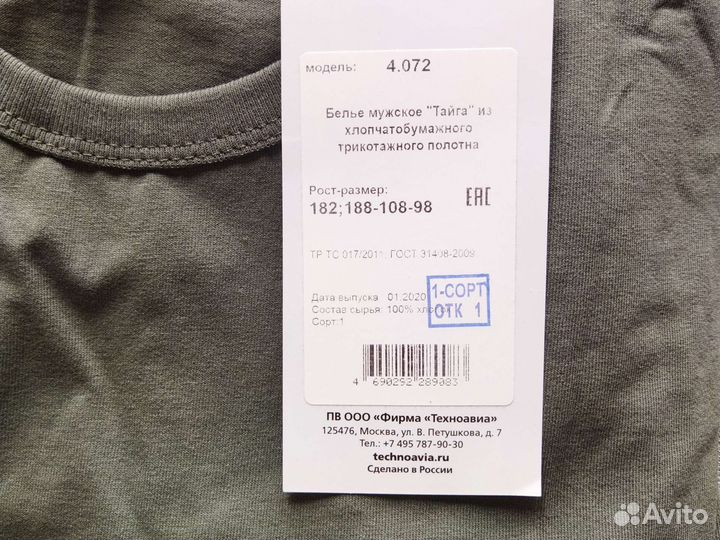 модель: 4.072
Белье мужское "Тайга" из
хлопчатобумажного
трикотажного полотна
Рост-размер:
182;188-108-98
EAC
ТР ТС 017/2011; ГОСТ 31408-2009
Дата выпуска 01.2020
Состав сырья: 100% хлопок
Сорт:1
1-СОРТ
ОТК 1
4 690292 289083
ПВ ООО «Фирма «Техноавиа»
125476, Москва, ул. В. Петушкова, д. 7
Тел.: +7 495 787-90-30
technoavia.ru
Сделано в России
Avito